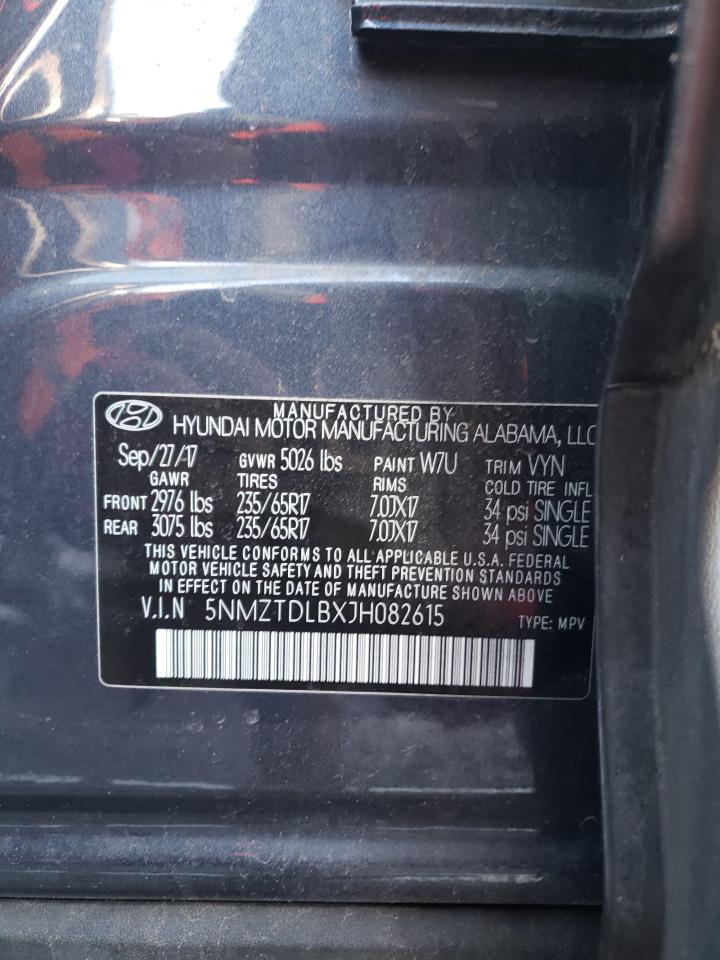 MANUFACTURED BY
HYUNDAI MOTOR MANUFACTURING ALABAMA, LLC
Sep/27/17 GVWR 5026 lbs PAINT W7U TRIM VYN
GAWR TIRES RIMS COLD TIRE INFL
FRONT 2976 lbs 235/65R17 7.0JX17 34 psi SINGLE
REAR 3075 lbs 235/65R17 7.0JX17 34 psi SINGLE
THIS VEHICLE CONFORMS TO ALL APPLICABLE U.S.A. FEDERAL
MOTOR VEHICLE SAFETY AND THEFT PREVENTION STANDARDS
IN EFFECT ON THE DATE OF MANUFACTURE SHOWN ABOVE
V.I.N 5NMZTDLBXJH082615 TYPE: MPV